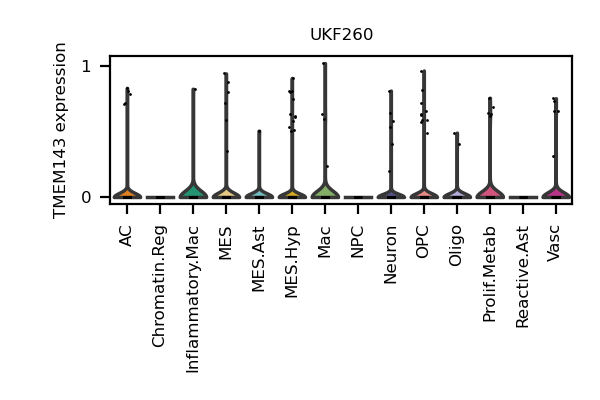 UKF260
TMEM143 expression
1
0
AC
Chromatin.Reg
Inflammatory.Mac
MES
MES.Ast
MES.Hyp
Mac
NPC
Neuron
OPC
Oligo
Prolif.Metab
Reactive.Ast
Vasc